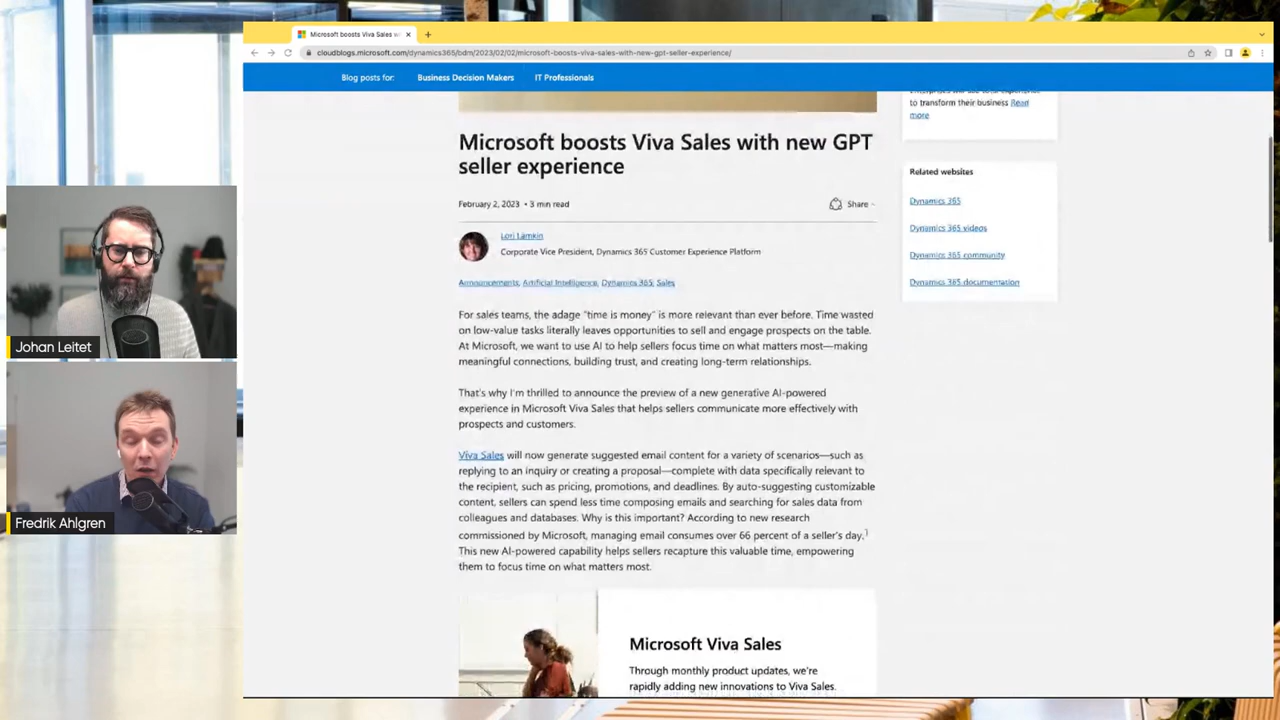 Microsoft boosts Viva Sales w
cloudblogs.microsoft.com/dynamics365/bdm/2023/02/02/microsoft-boosts-viva-sales-with-new-gpt-seller-experience/
Blog posts for:
Business Decision Makers
IT Professionals
to transform their business Read
more
Microsoft boosts Viva Sales with new GPT
seller experience
February 2, 2023 • 3 min read
Share
Lori Lamkin
Corporate Vice President, Dynamics 365 Customer Experience Platform
Announcements, Artificial Intelligence, Dynamics 365, Sales
For sales teams, the adage "time is money" is more relevant than ever before. Time wasted
on low-value tasks literally leaves opportunities to sell and engage prospects on the table.
At Microsoft, we want to use AI to help sellers focus time on what matters most—making
meaningful connections, building trust, and creating long-term relationships.
That's why I'm thrilled to announce the preview of a new generative AI-powered
experience in Microsoft Viva Sales that helps sellers communicate more effectively with
prospects and customers.
Viva Sales will now generate suggested email content for a variety of scenarios—such as
replying to an inquiry or creating a proposal—complete with data specifically relevant to
the recipient, such as pricing, promotions, and deadlines. By auto-suggesting customizable
content, sellers can spend less time composing emails and searching for sales data from
colleagues and databases. Why is this important? According to new research
commissioned by Microsoft, managing email consumes over 66 percent of a seller's day.1
This new AI-powered capability helps sellers recapture this valuable time, empowering
them to focus time on what matters most.
Microsoft Viva Sales
Through monthly product updates, we're
rapidly adding new innovations to Viva Sales.
Related websites
Dynamics 365
Dynamics 365 videos
Dynamics 365 community
Dynamics 365 documentation
Johan Leitet
Fredrik Ahlgren